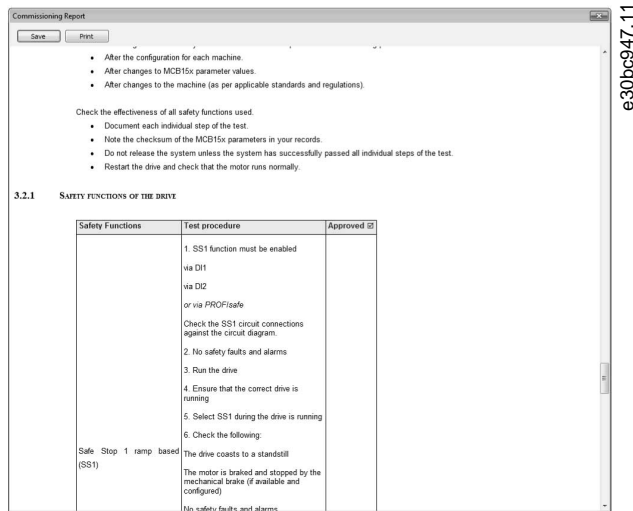 Commissioning Report
Save Print
After the configuration for each machine.
After changes to MCB15x parameter values.
After changes to the machine (as per applicable standards and regulations).
Check the effectiveness of all safety functions used.
Document each individual step of the test.
Note the checksum of the MCB15x parameters in your records.
Do not release the system unless the system has successfully passed all individual steps of the test.
Restart the drive and check that the motor runs normally.
3.2.1 SAFETY FUNCTIONS OF THE DRIVE
Safety Functions Test procedure Approved ☑
1. SS1 function must be enabled
via DI1
via DI2
or via PROFIsafe
Check the SS1 circuit connections
against the circuit diagram.
2. No safety faults and alarms
3. Run the drive
4. Ensure that the correct drive is
running
5. Select SS1 during the drive is running
6. Check the following:
Safe Stop 1 ramp based
(SS1)
The drive coasts to a standstill
The motor is braked and stopped by the
mechanical brake (if available and
configured)
No safety faults and alarms
e30bc947.11